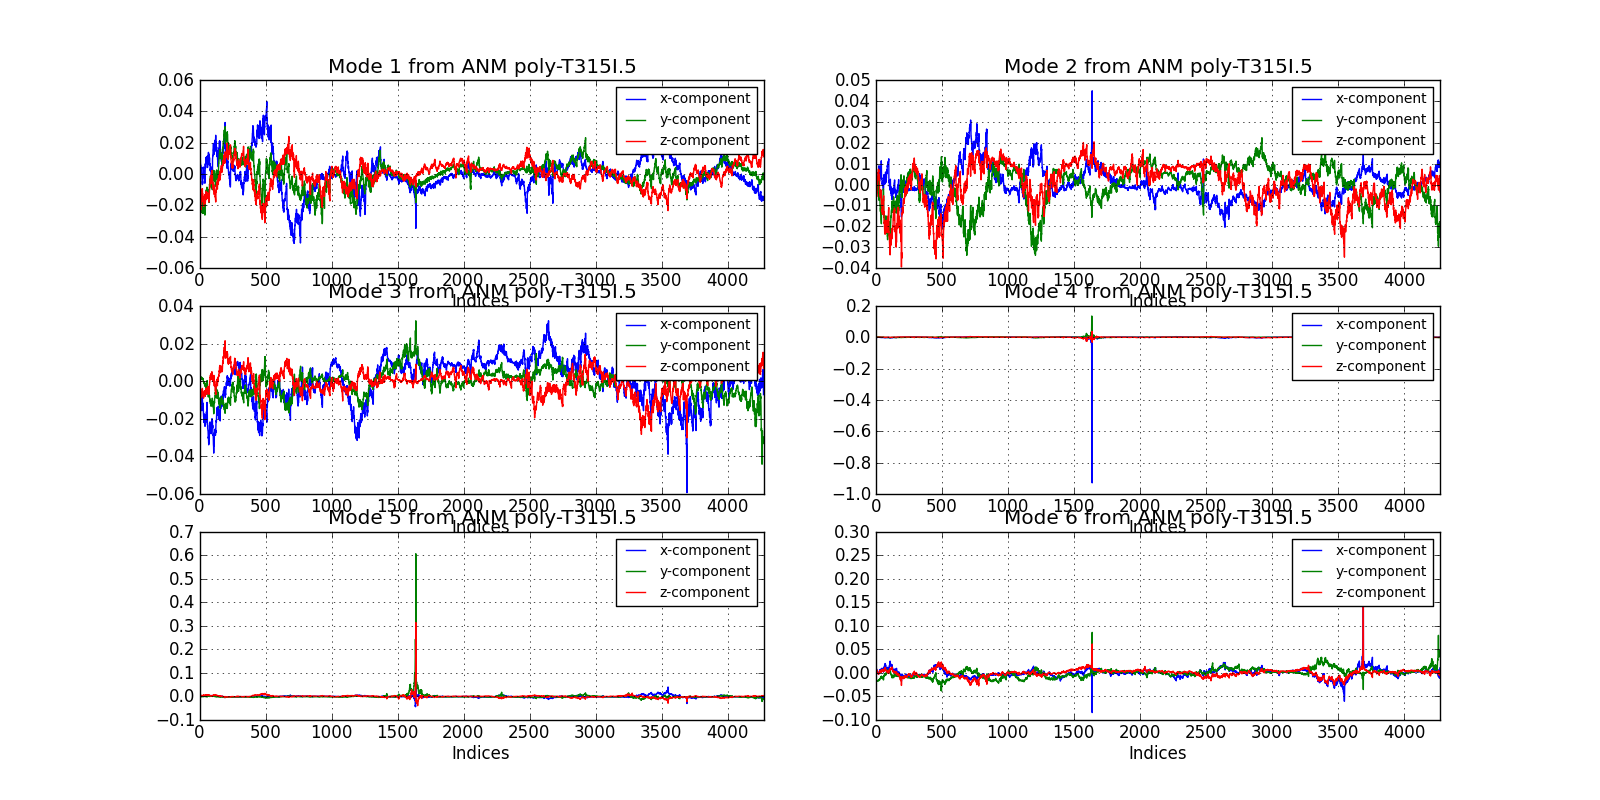 Mode 1 from ANM poly-T315I.5
0.06
0.04
0.02
0.00
−0.02
−0.04
−0.06
x-component
y-component
z-component
0 500 1000 1500 2000 2500 3000 3500 4000
Indices
Mode 2 from ANM poly-T315I.5
0.05
0.04
0.03
0.02
0.01
0.00
−0.01
−0.02
−0.03
−0.04
x-component
y-component
z-component
0 500 1000 1500 2000 2500 3000 3500 4000
Indices
Mode 3 from ANM poly-T315I.5
0.04
0.02
0.00
−0.02
−0.04
−0.06
x-component
y-component
z-component
0 500 1000 1500 2000 2500 3000 3500 4000
Indices
Mode 4 from ANM poly-T315I.5
0.2
0.0
−0.2
−0.4
−0.6
−0.8
−1.0
x-component
y-component
z-component
0 500 1000 1500 2000 2500 3000 3500 4000
Indices
Mode 5 from ANM poly-T315I.5
0.7
0.6
0.5
0.4
0.3
0.2
0.1
0.0
−0.1
x-component
y-component
z-component
0 500 1000 1500 2000 2500 3000 3500 4000
Indices
Mode 6 from ANM poly-T315I.5
0.30
0.25
0.20
0.15
0.10
0.05
0.00
−0.05
−0.10
x-component
y-component
z-component
0 500 1000 1500 2000 2500 3000 3500 4000
Indices